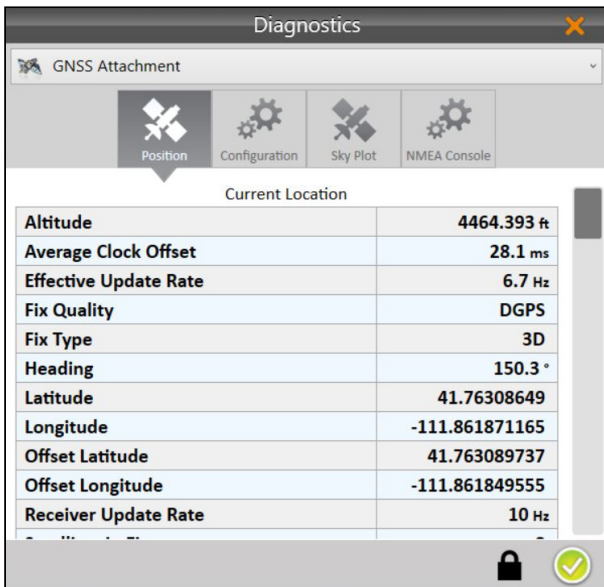 Diagnostics
GNSS Attachment
Position Configuration Sky Plot NMEA Console
Current Location
Altitude 4464.393 ft
Average Clock Offset 28.1 ms
Effective Update Rate 6.7 Hz
Fix Quality DGPS
Fix Type 3D
Heading 150.3 °
Latitude 41.76308649
Longitude -111.861871165
Offset Latitude 41.763089737
Offset Longitude -111.861849555
Receiver Update Rate 10 Hz